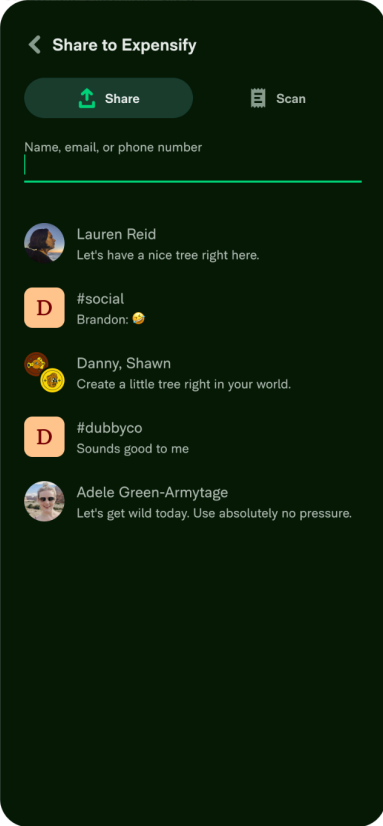 Share to Expensify
Share
Scan
Name, email, or phone number
Lauren Reid
Let's have a nice tree right here.
D
#social
Brandon: 🤣
Danny, Shawn
Create a little tree right in your world.
D
#dubbyco
Sounds good to me
Adele Green-Armytage
Let's get wild today. Use absolutely no pressure.